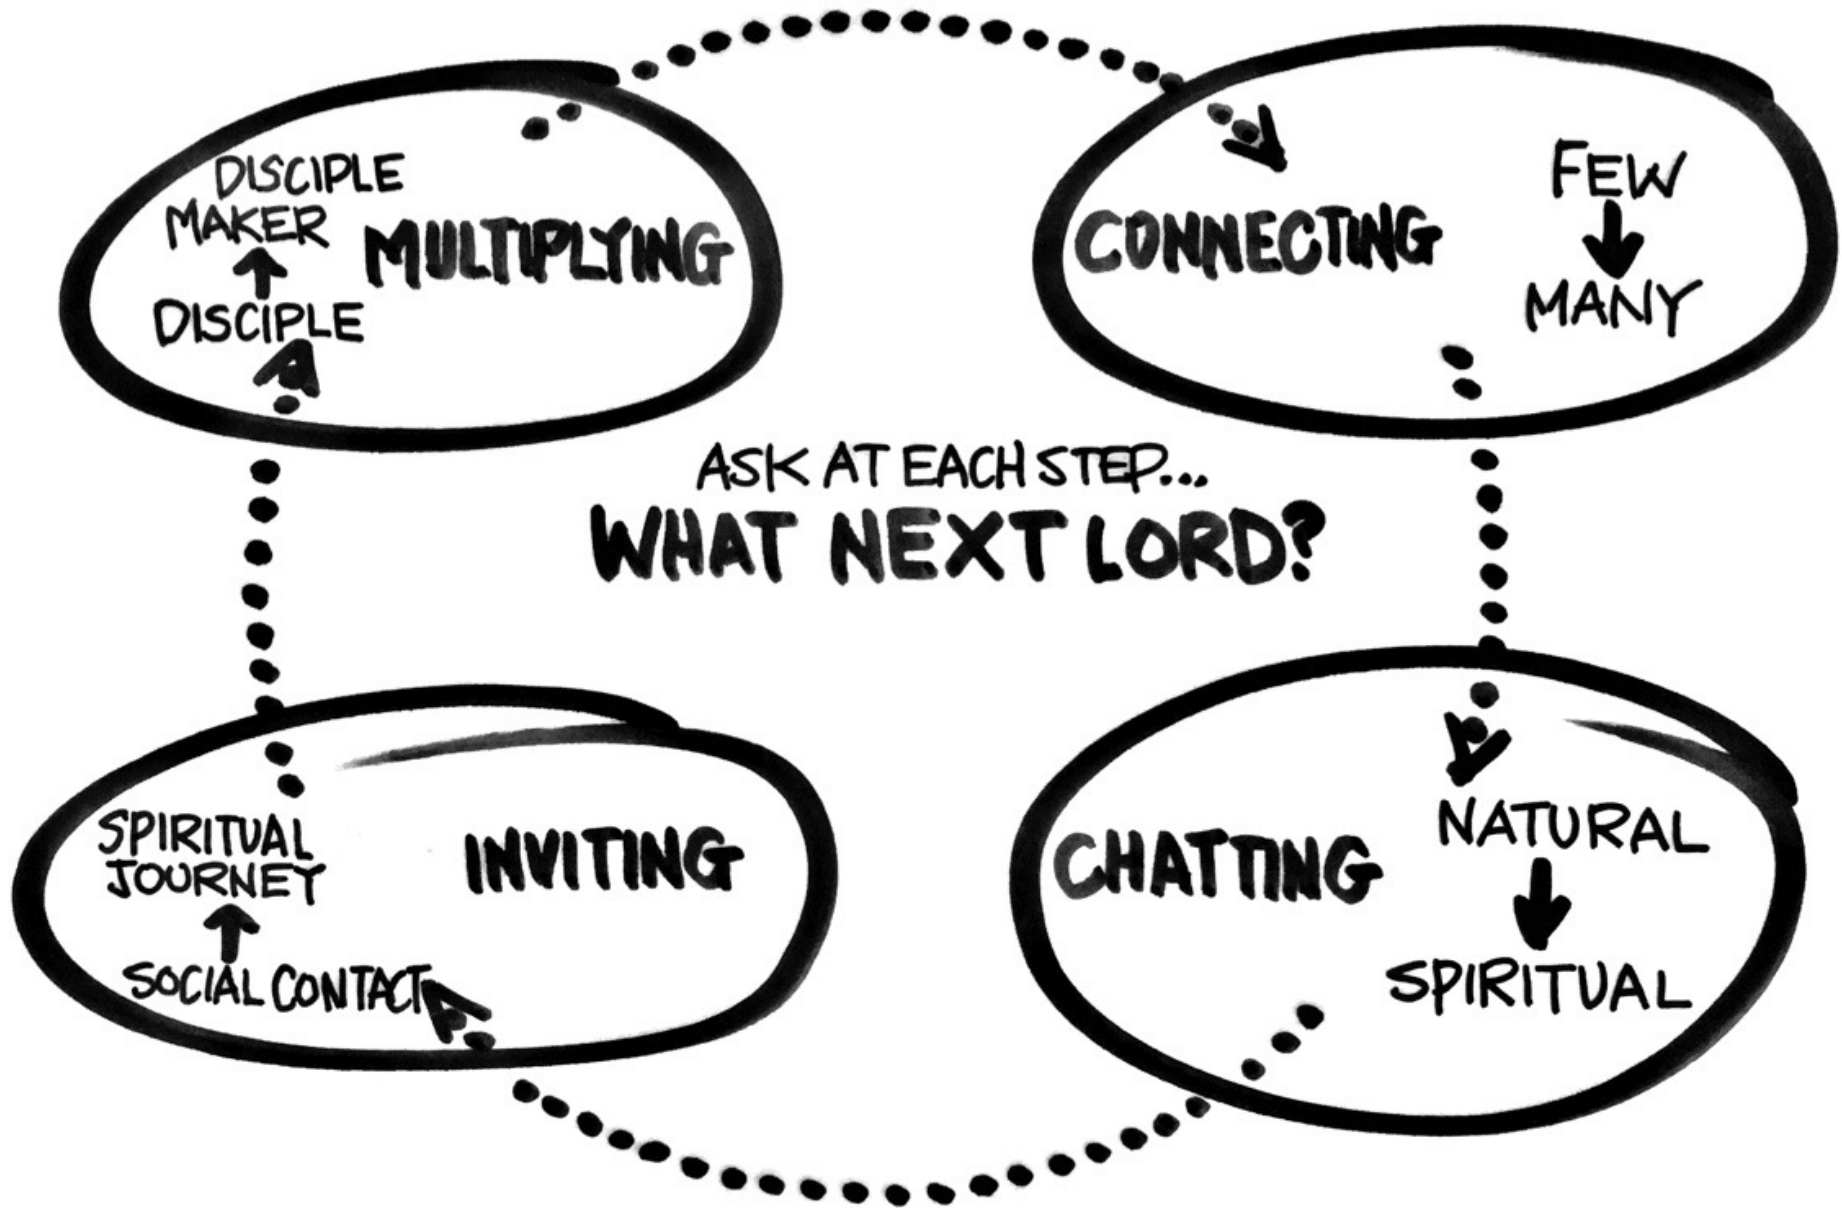 DISCIPLE
MAKER
DISCIPLE
MULTIPLYING
CONNECTING
FEW
MANY
ASK AT EACH STEP...
WHAT NEXT LORD?
SPIRITUAL
JOURNEY
SOCIAL CONTACT
INVITING
CHATTING
NATURAL
SPIRITUAL